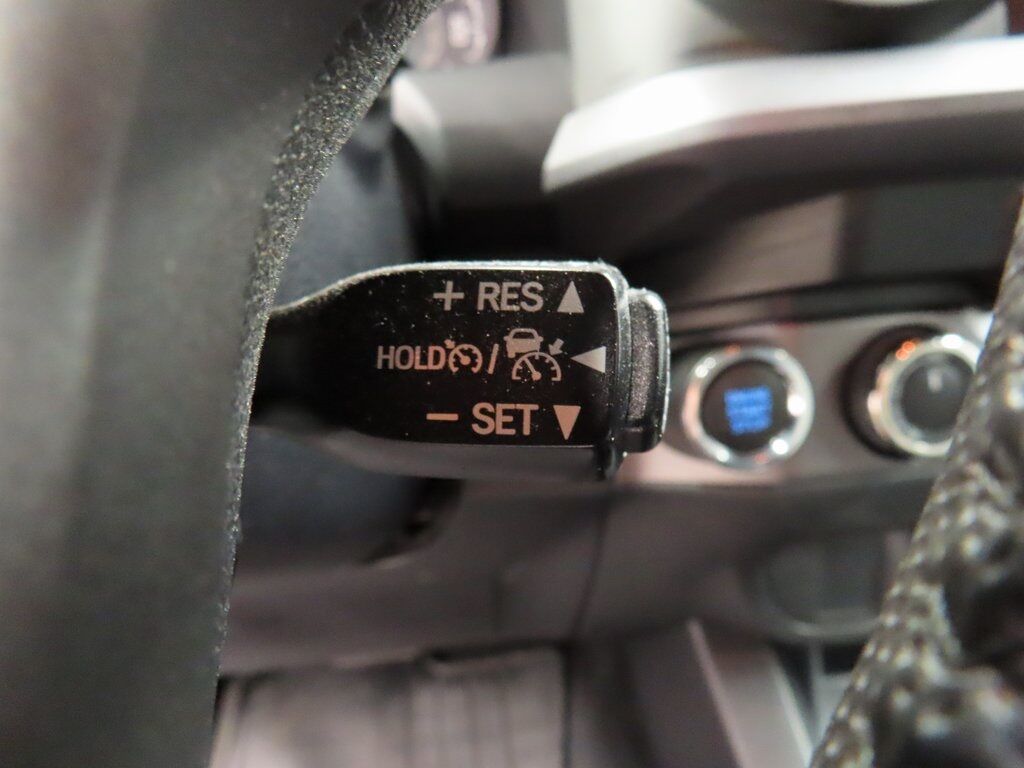 + RES
HOLD /
- SET